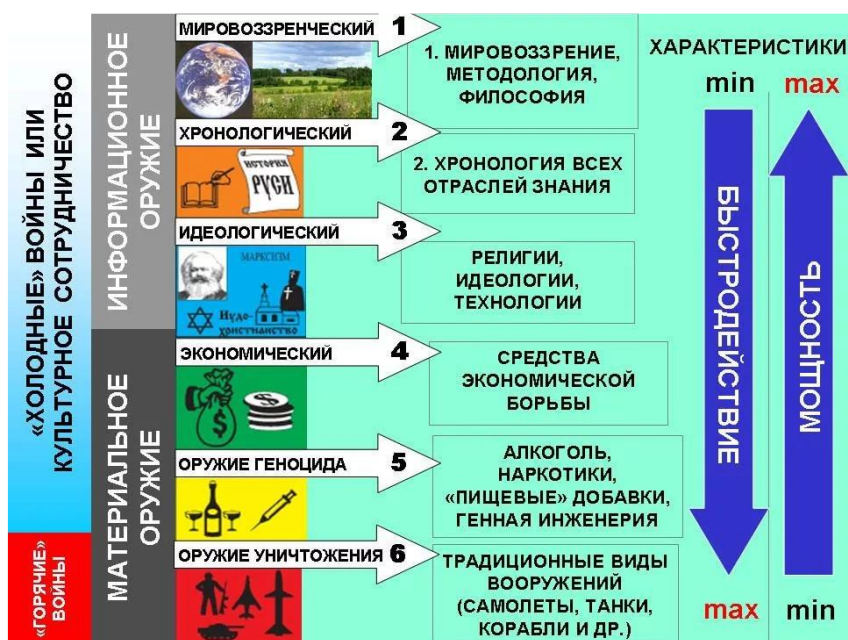 «ХОЛОДНЫЕ» ВОЙНЫ ИЛИ
КУЛЬТУРНОЕ СОТРУДНИЧЕСТВО
«ГОРЯЧИЕ»
ВОЙНЫ
ИНФОРМАЦИОННОЕ
ОРУЖИЕ
МАТЕРИАЛЬНОЕ
ОРУЖИЕ
МИРОВОЗЗРЕНЧЕСКИЙ 1
1. МИРОВОЗЗРЕНИЕ,
МЕТОДОЛОГИЯ,
ФИЛОСОФИЯ
ХРОНОЛОГИЧЕСКИЙ 2
ИСТОРИЯ
РУСИ
2. ХРОНОЛОГИЯ ВСЕХ
ОТРАСЛЕЙ ЗНАНИЯ
ИДЕОЛОГИЧЕСКИЙ 3
МАРКСИЗМ
Иудо-
христианство
РЕЛИГИИ,
ИДЕОЛОГИИ,
ТЕХНОЛОГИИ
ЭКОНОМИЧЕСКИЙ 4
$
$
СРЕДСТВА
ЭКОНОМИЧЕСКОЙ
БОРЬБЫ
ОРУЖИЕ ГЕНОЦИДА 5
АЛКОГОЛЬ,
НАРКОТИКИ,
«ПИЩЕВЫЕ» ДОБАВКИ,
ГЕННАЯ ИНЖЕНЕРИЯ
ОРУЖИЕ УНИЧТОЖЕНИЯ 6
ТРАДИЦИОННЫЕ ВИДЫ
ВООРУЖЕНИЙ
(САМОЛЕТЫ, ТАНКИ,
КОРАБЛИ И ДР.)
ХАРАКТЕРИСТИКИ
min max
БЫСТРОДЕЙСТВИЕ
МОЩНОСТЬ
max min